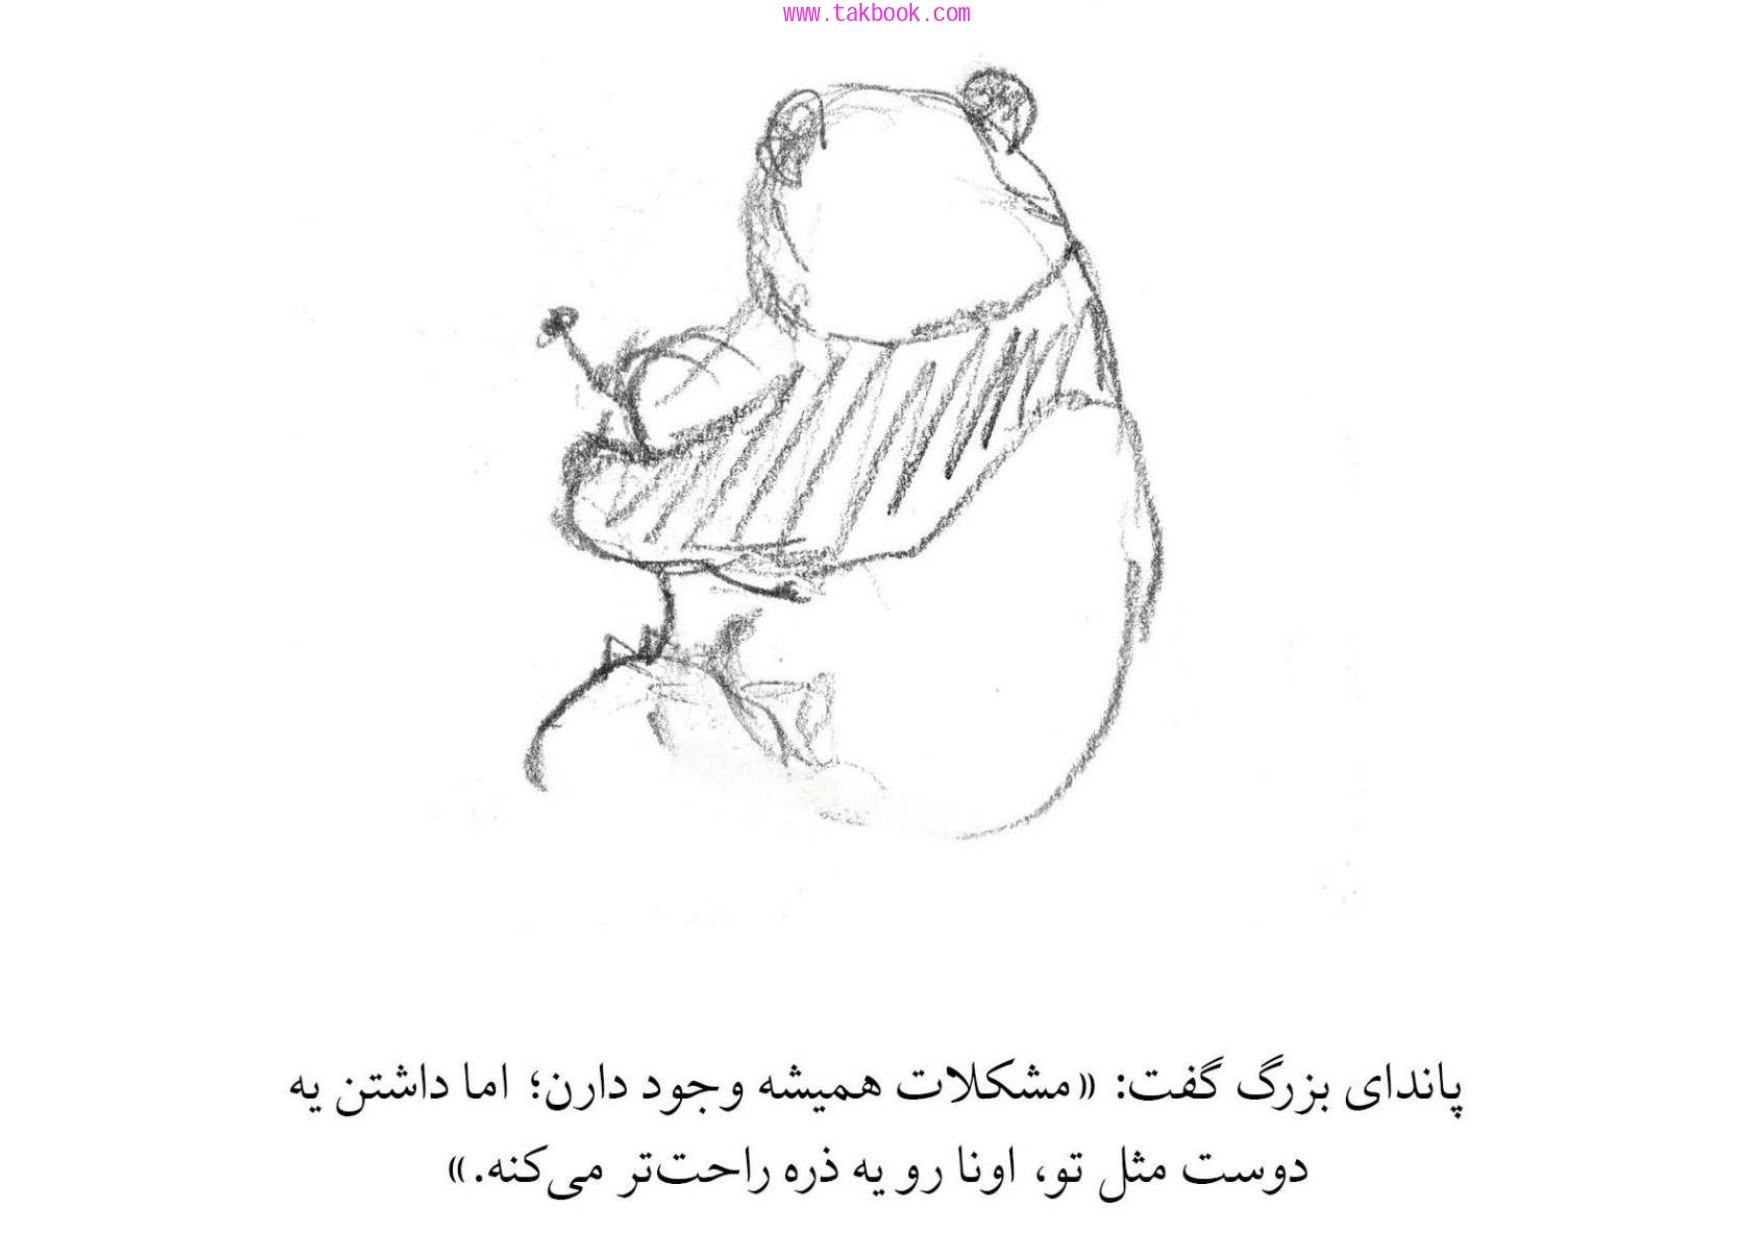 www.takbook.com
پاندای بزرگ گفت: «مشکلات همیشه وجود دارن؛ اما داشتن یه
دوست مثل تو، اونا رو یه ذره راحت‌تر می‌کنه.»